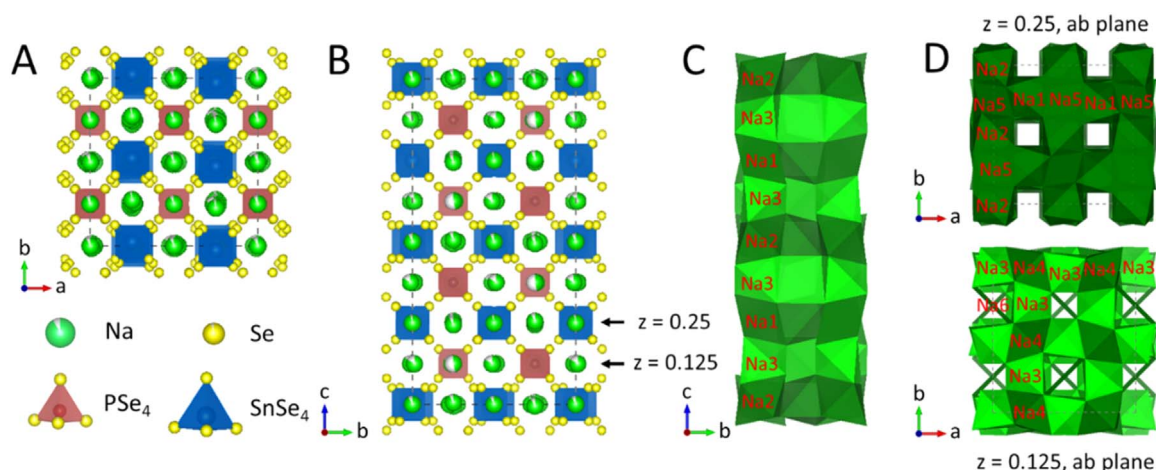 A
B
C
D
z = 0.25, ab plane
b
a
Na
Se
PSe4
SnSe4
z = 0.25
z = 0.125
c
b
Na2
Na3
Na1
Na3
Na2
Na3
Na1
Na3
Na2
c
b
Na2
Na5 Na1 Na5 Na1 Na5
Na2
Na5
Na2
b
a
Na3 Na4 Na3 Na4 Na3
Na6 Na3
Na4
Na3
Na4
b
a
z = 0.125, ab plane